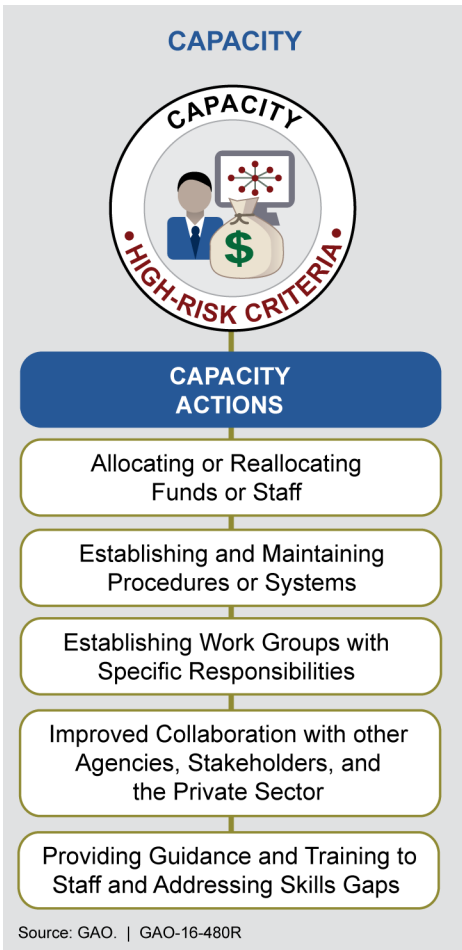 CAPACITY
CAPACITY
• HIGH-RISK CRITERIA •
$
CAPACITY
ACTIONS
Allocating or Reallocating
Funds or Staff
Establishing and Maintaining
Procedures or Systems
Establishing Work Groups with
Specific Responsibilities
Improved Collaboration with other
Agencies, Stakeholders, and
the Private Sector
Providing Guidance and Training to
Staff and Addressing Skills Gaps
Source: GAO. | GAO-16-480R